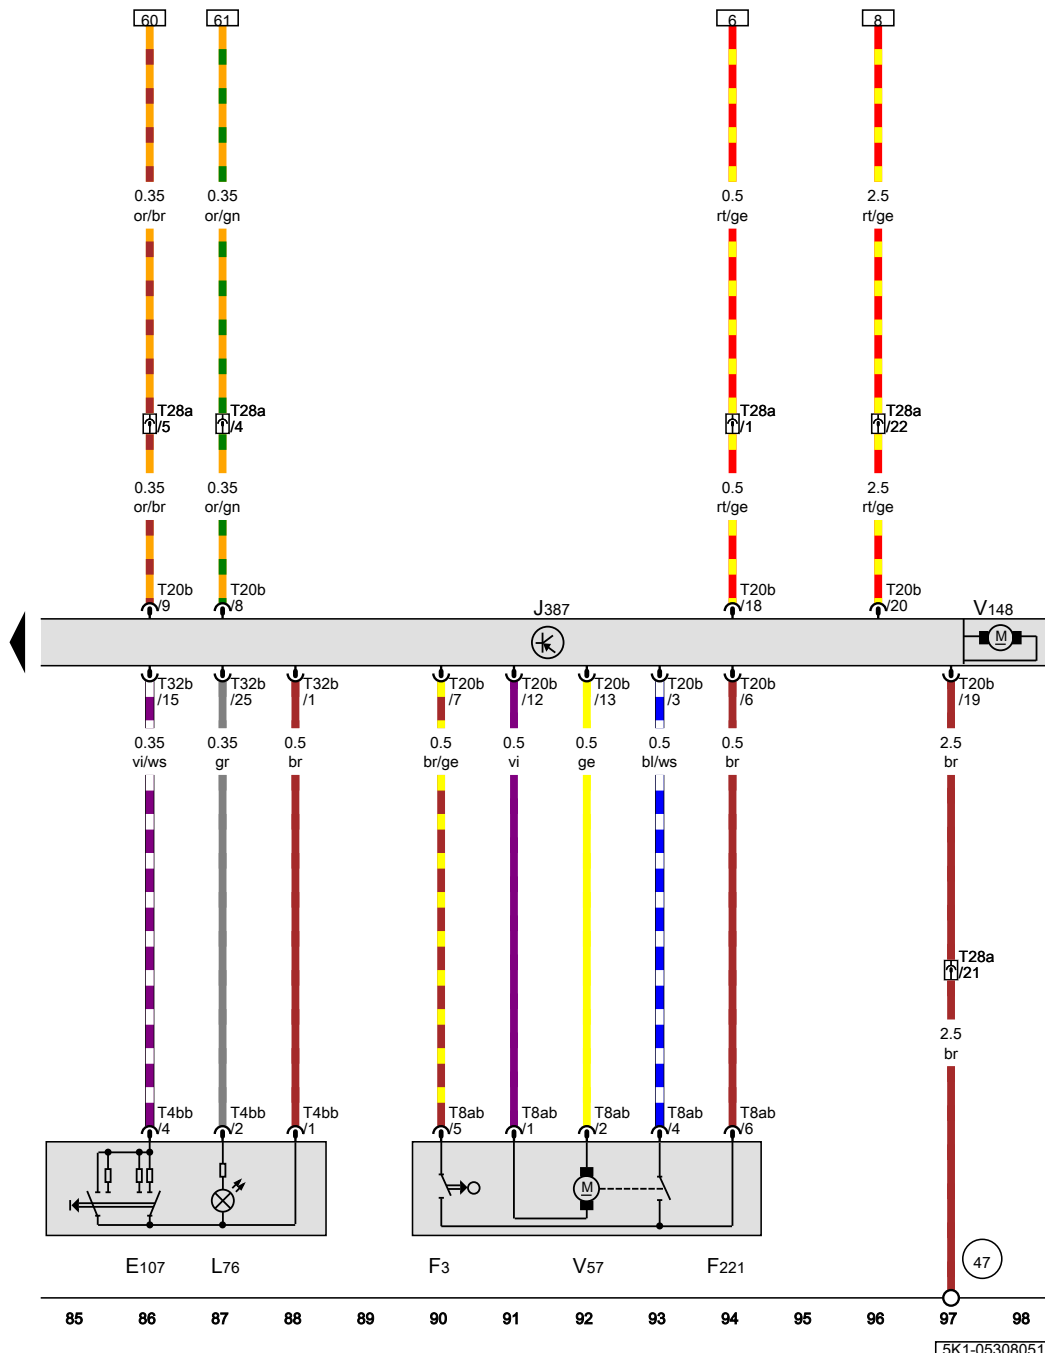 60 61 6 8
0.35 0.35 0.5 2.5
or/br or/gn rt/ge rt/ge
T28a T28a T28a T28a
/5 /4 /1 /22
0.35 0.35 0.5 2.5
or/br or/gn rt/ge rt/ge
T20b T20b T20b T20b
/9 /8 /18 /20
J387 V148
M
T32b T32b T32b T20b T20b T20b T20b T20b T20b
/15 /25 /1 /7 /12 /13 /3 /6 /19
0.35 0.35 0.5 0.5 0.5 0.5 0.5 0.5 2.5
vi/ws gr br br/ge vi ge bl/ws br br
T28a
/21
2.5
br
T4bb T4bb T4bb T8ab T8ab T8ab T8ab T8ab
/4 /2 /1 /5 /1 /2 /4 /6
M
E107 L76 F3 V57 F221 47
85 86 87 88 89 90 91 92 93 94 95 96 97 98
5K1-05308051